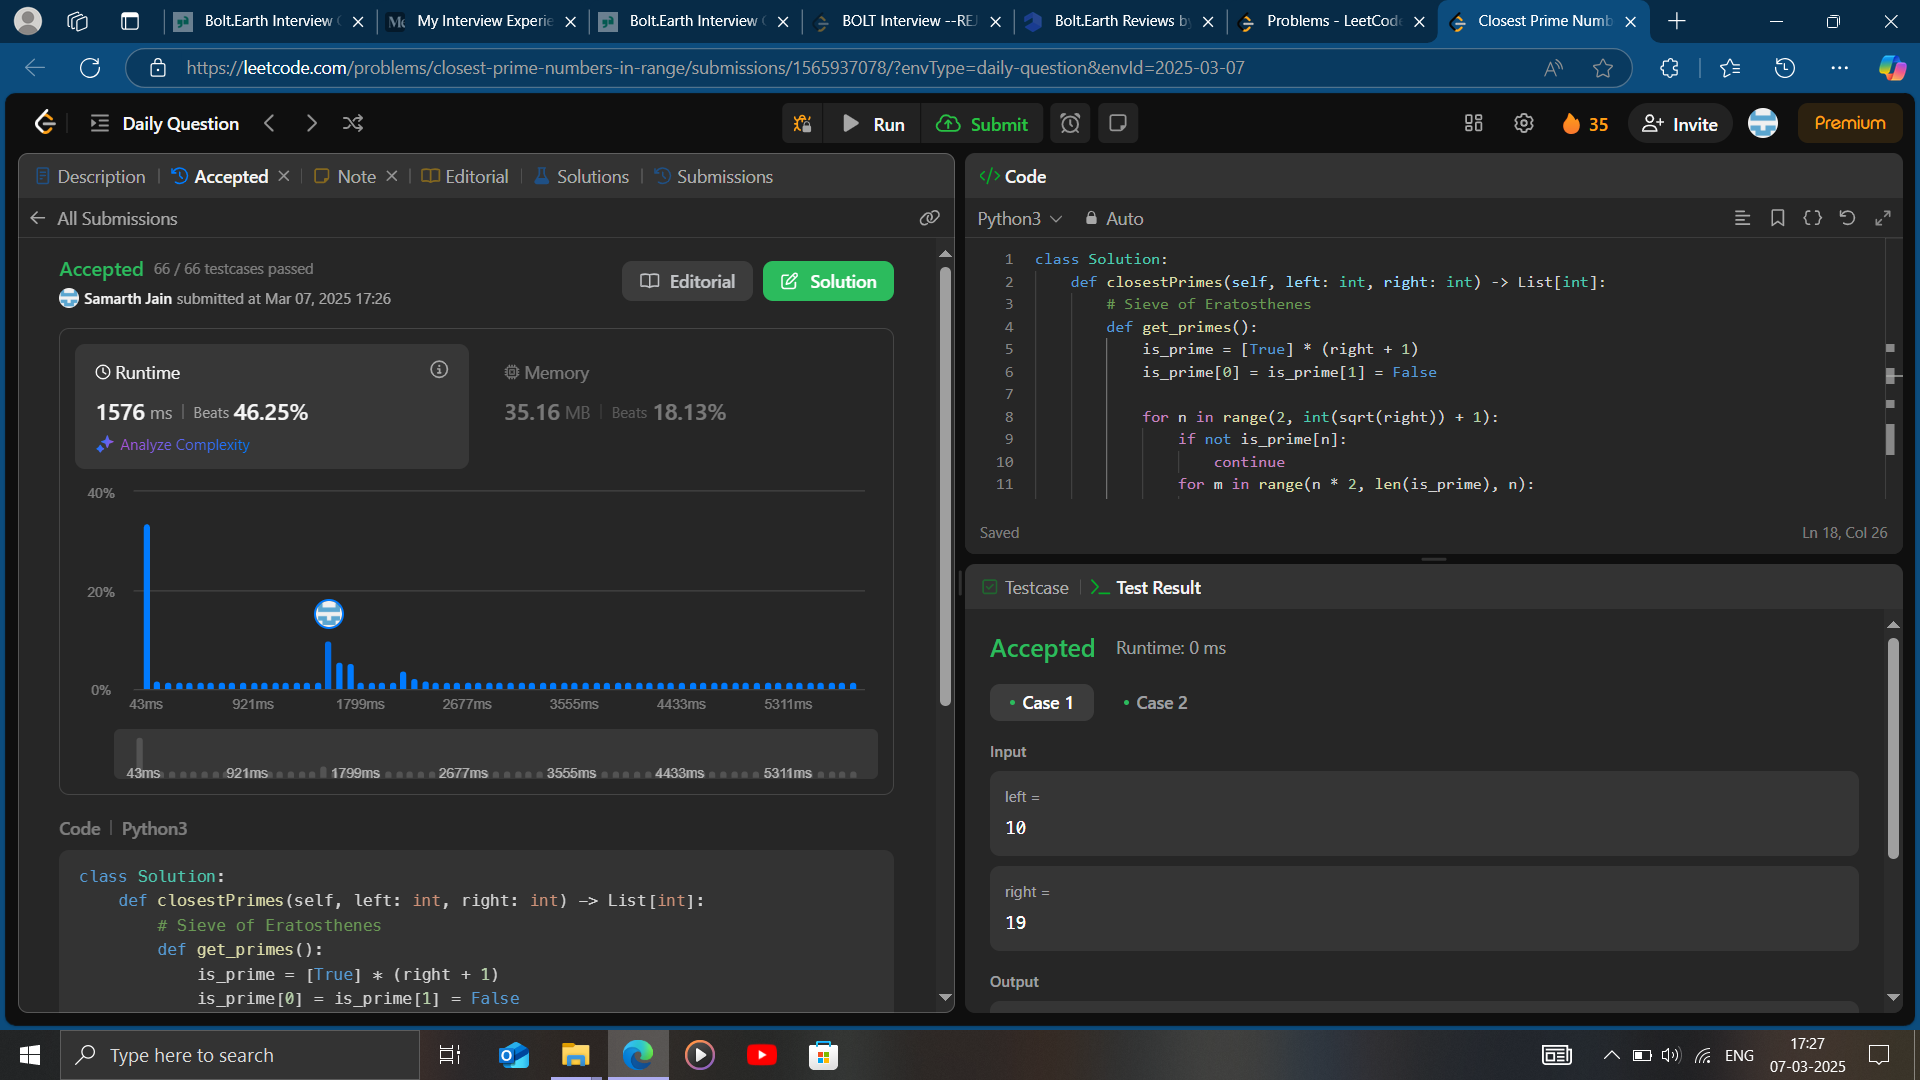 Bolt.Earth Interview
My Interview Experie
Bolt.Earth Interview
BOLT Interview --REJ
Bolt.Earth Reviews by
Problems - LeetCode
Closest Prime Numb
https://leetcode.com/problems/closest-prime-numbers-in-range/submissions/1565937078/?envType=daily-question&envId=2025-03-07
Daily Question
Run
Submit
35
Invite
Premium
Description
Accepted
Note
Editorial
Solutions
Submissions
All Submissions
Accepted 66 / 66 testcases passed
Samarth Jain submitted at Mar 07, 2025 17:26
Editorial
Solution
Runtime
1576 ms | Beats 46.25%
Analyze Complexity
Memory
35.16 MB | Beats 18.13%
40%
20%
0%
43ms 921ms 1799ms 2677ms 3555ms 4433ms 5311ms
43ms 921ms 1799ms 2677ms 3555ms 4433ms 5311ms
Code | Python3
class Solution:
    def closestPrimes(self, left: int, right: int) -> List[int]:
        # Sieve of Eratosthenes
        def get_primes():
            is_prime = [True] * (right + 1)
            is_prime[0] = is_prime[1] = False
</> Code
Python3
Auto
1 class Solution:
2     def closestPrimes(self, left: int, right: int) -> List[int]:
3         # Sieve of Eratosthenes
4         def get_primes():
5             is_prime = [True] * (right + 1)
6             is_prime[0] = is_prime[1] = False
7
8             for n in range(2, int(sqrt(right)) + 1):
9                 if not is_prime[n]:
10                     continue
11                 for m in range(n * 2, len(is_prime), n):
Saved
Ln 18, Col 26
Testcase
Test Result
Accepted Runtime: 0 ms
• Case 1
• Case 2
Input
left =
10
right =
19
Output
Type here to search
ENG
17:27
07-03-2025